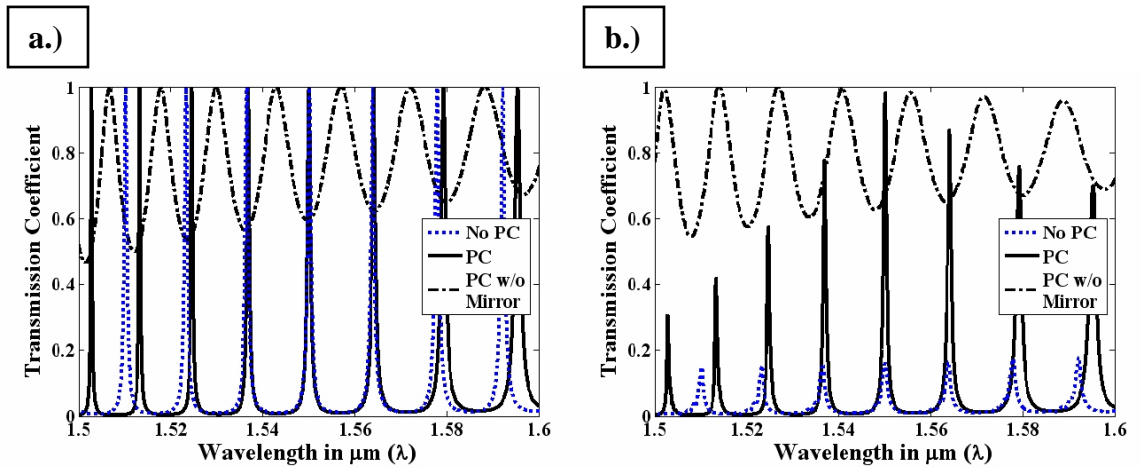 a.)
b.)
Transmission Coefficient
1
0.8
0.6
0.4
0.2
0
1.5
1.52
1.54
1.56
1.58
1.6
Wavelength in μm (λ)
No PC
PC
PC w/o
Mirror
Transmission Coefficient
1
0.8
0.6
0.4
0.2
0
1.5
1.52
1.54
1.56
1.58
1.6
Wavelength in μm (λ)
No PC
PC
PC w/o
Mirror